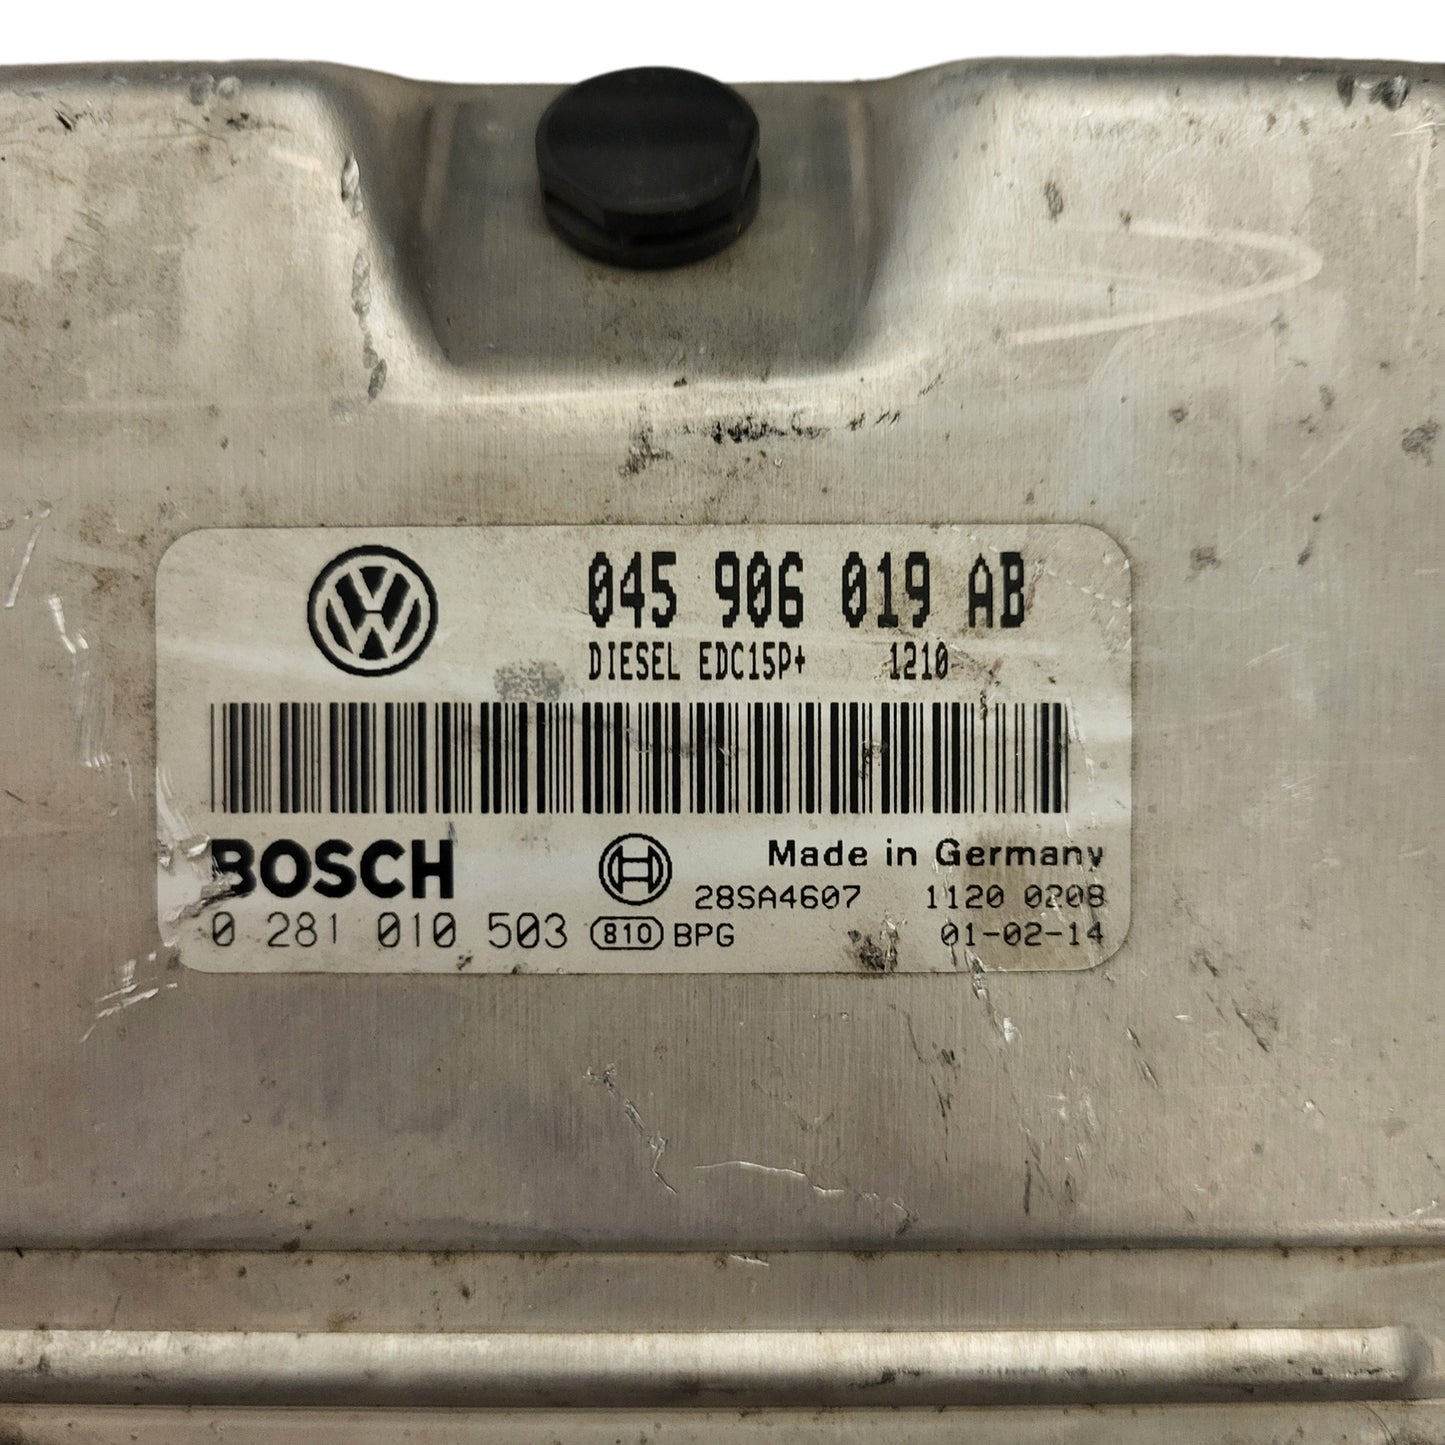 VW 045 906 019 AB
DIESEL EDC15P+ 1210
BOSCH
Made in Germany
28SA4607 1120 0208
0 281 010 503 810 BPG 01-02-14